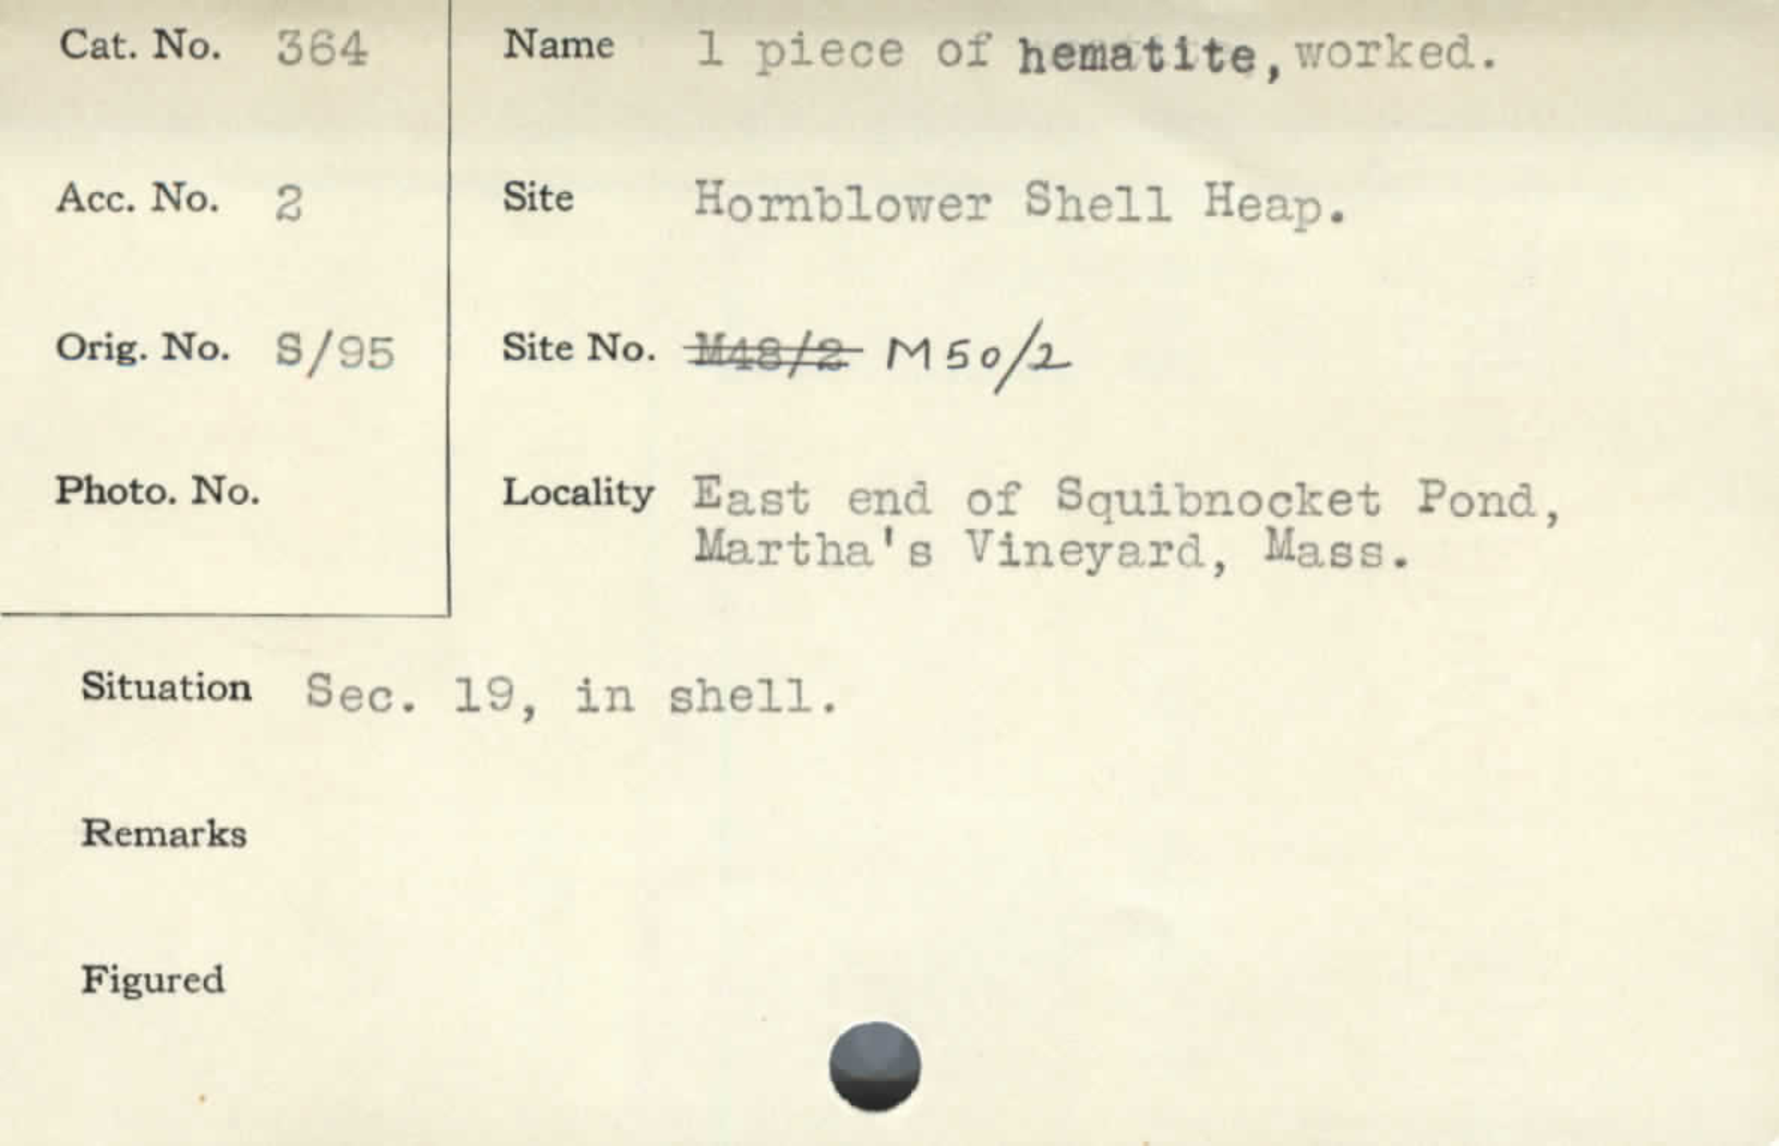 Cat. No. 364
Name 1 piece of hematite, worked.
Acc. No. 2
Site Hornblower Shell Heap.
Orig. No. S/95
Site No. M48/2 M50/2
Photo. No.
Locality East end of Squibnocket Pond,
Martha's Vineyard, Mass.
Situation Sec. 19, in shell.
Remarks
Figured